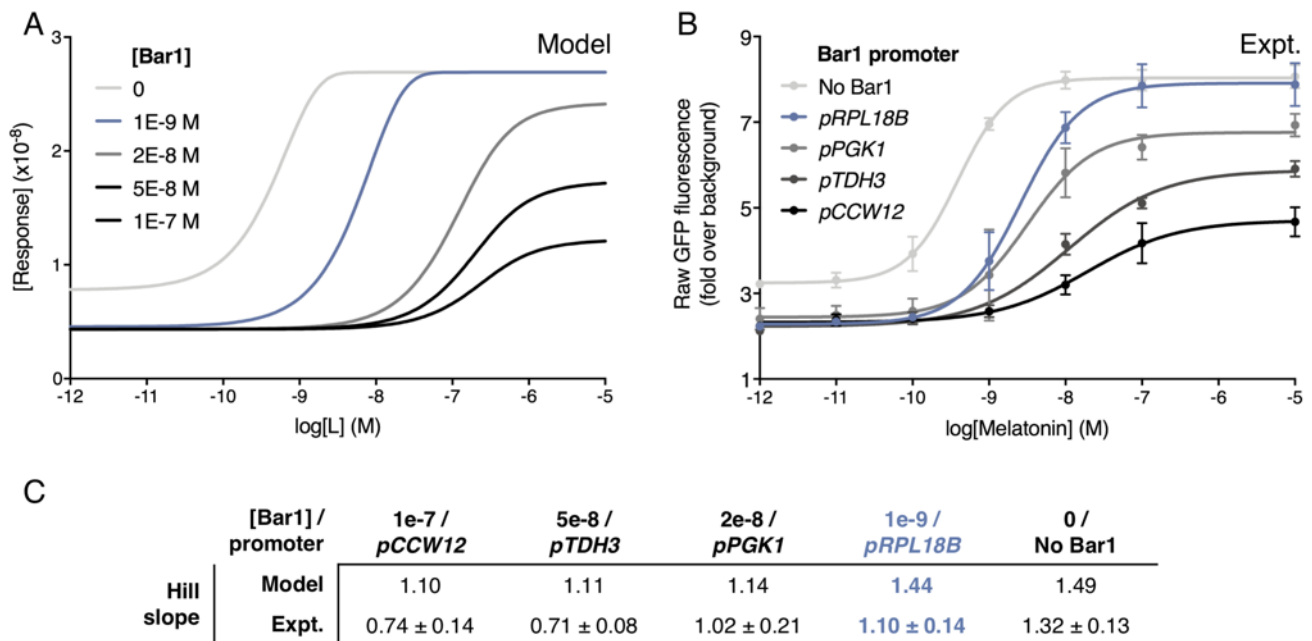 A
Model
[Response] (x10⁻⁸)
3
2
1
0
[Bar1]
0
1E-9 M
2E-8 M
5E-8 M
1E-7 M
-12 -11 -10 -9 -8 -7 -6 -5
log[L] (M)
B
Expt.
Raw GFP fluorescence
(fold over background)
9
7
5
3
1
Bar1 promoter
No Bar1
pRPL18B
pPGK1
pTDH3
pCCW12
-12 -11 -10 -9 -8 -7 -6 -5
log[Melatonin] (M)
C
[Bar1] / 1e-7 / 5e-8 / 2e-8 / 1e-9 / 0 /
promoter pCCW12 pTDH3 pPGK1 pRPL18B No Bar1
Hill Model 1.10 1.11 1.14 1.44 1.49
slope Expt. 0.74 ± 0.14 0.71 ± 0.08 1.02 ± 0.21 1.10 ± 0.14 1.32 ± 0.13